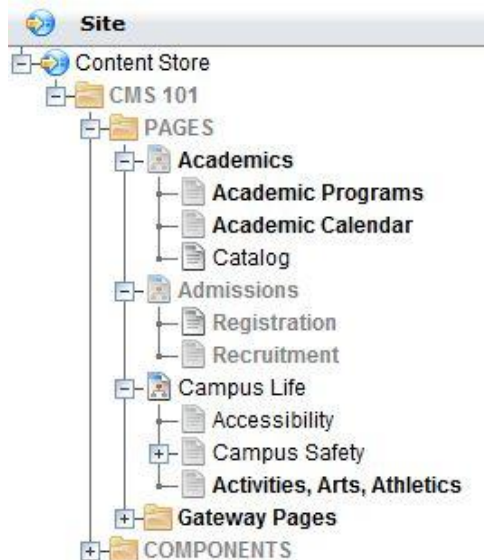 Site
Content Store
CMS 101
PAGES
Academics
Academic Programs
Academic Calendar
Catalog
Admissions
Registration
Recruitment
Campus Life
Accessibility
Campus Safety
Activities, Arts, Athletics
Gateway Pages
COMPONENTS